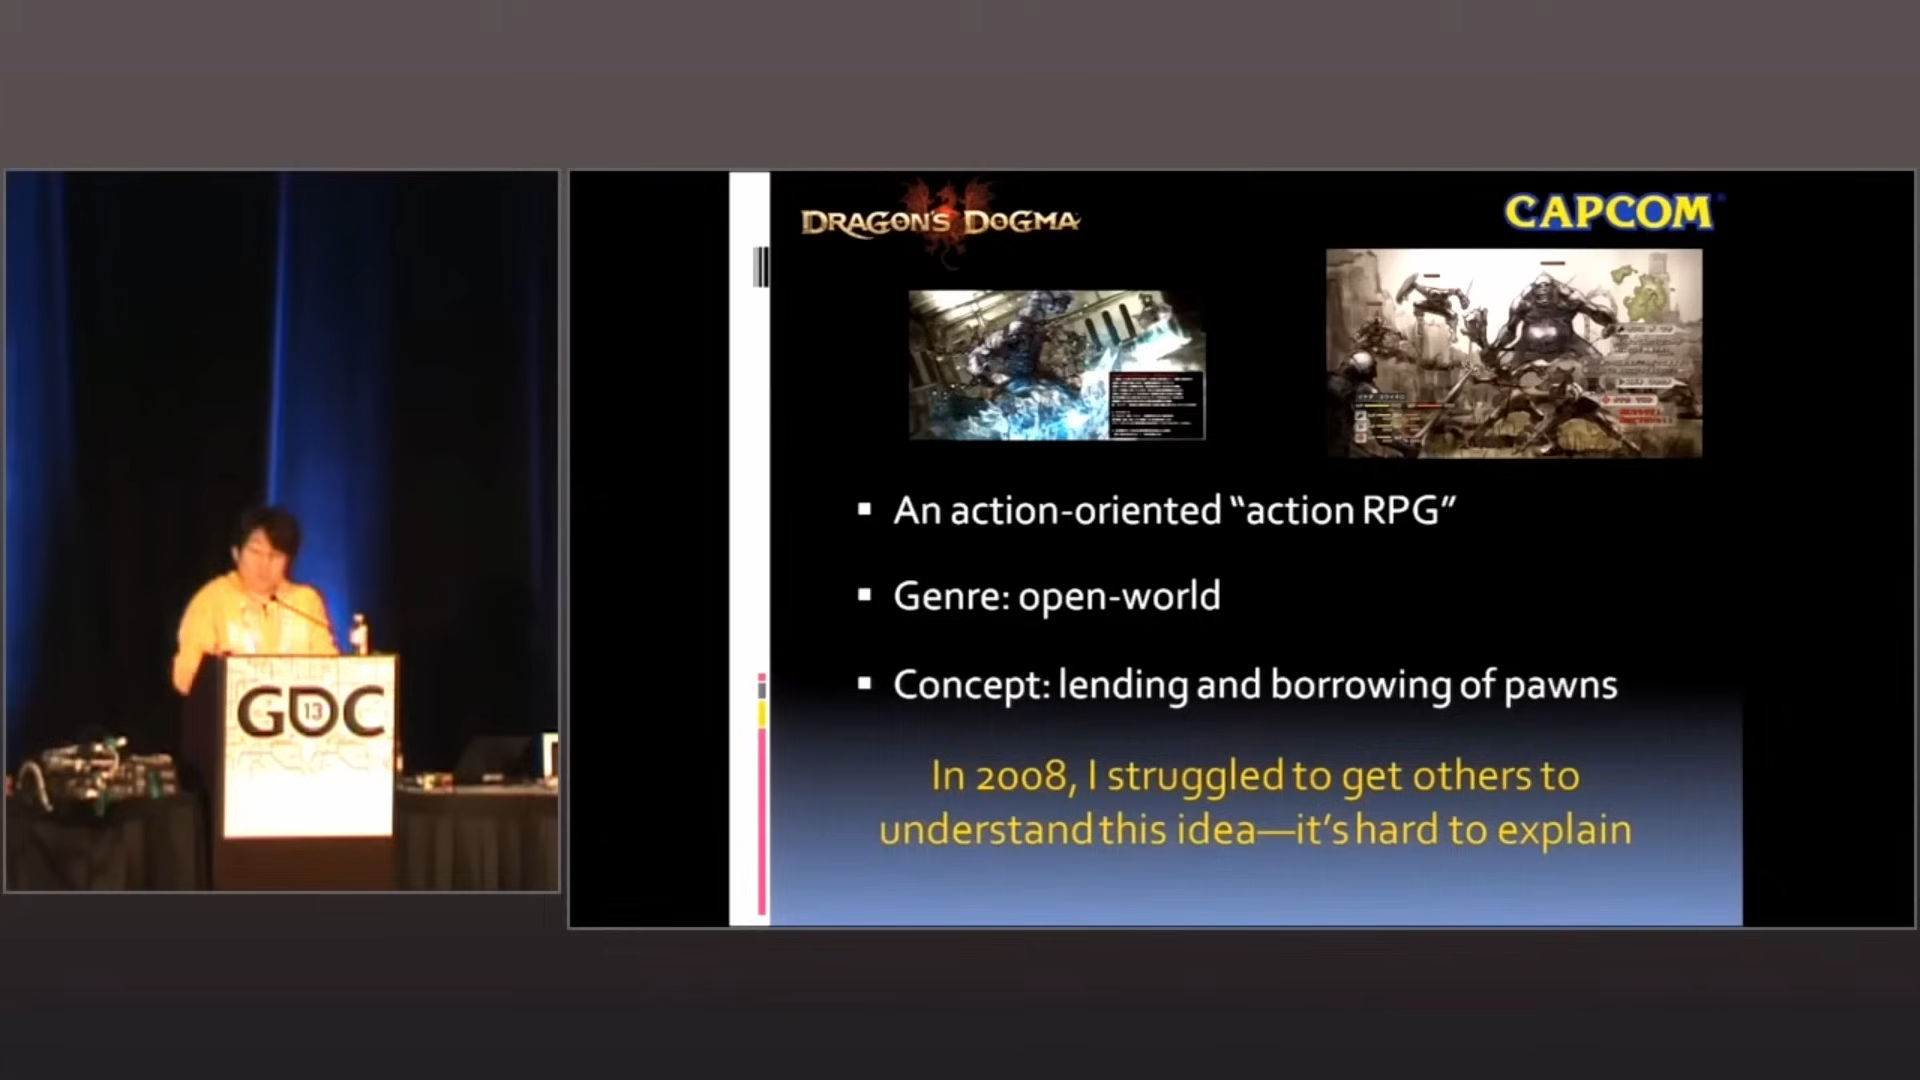 DRAGON'S DOGMA
CAPCOM
An action-oriented “action RPG”
Genre: open-world
Concept: lending and borrowing of pawns
In 2008, I struggled to get others to
understand this idea—it’s hard to explain
GDC
13